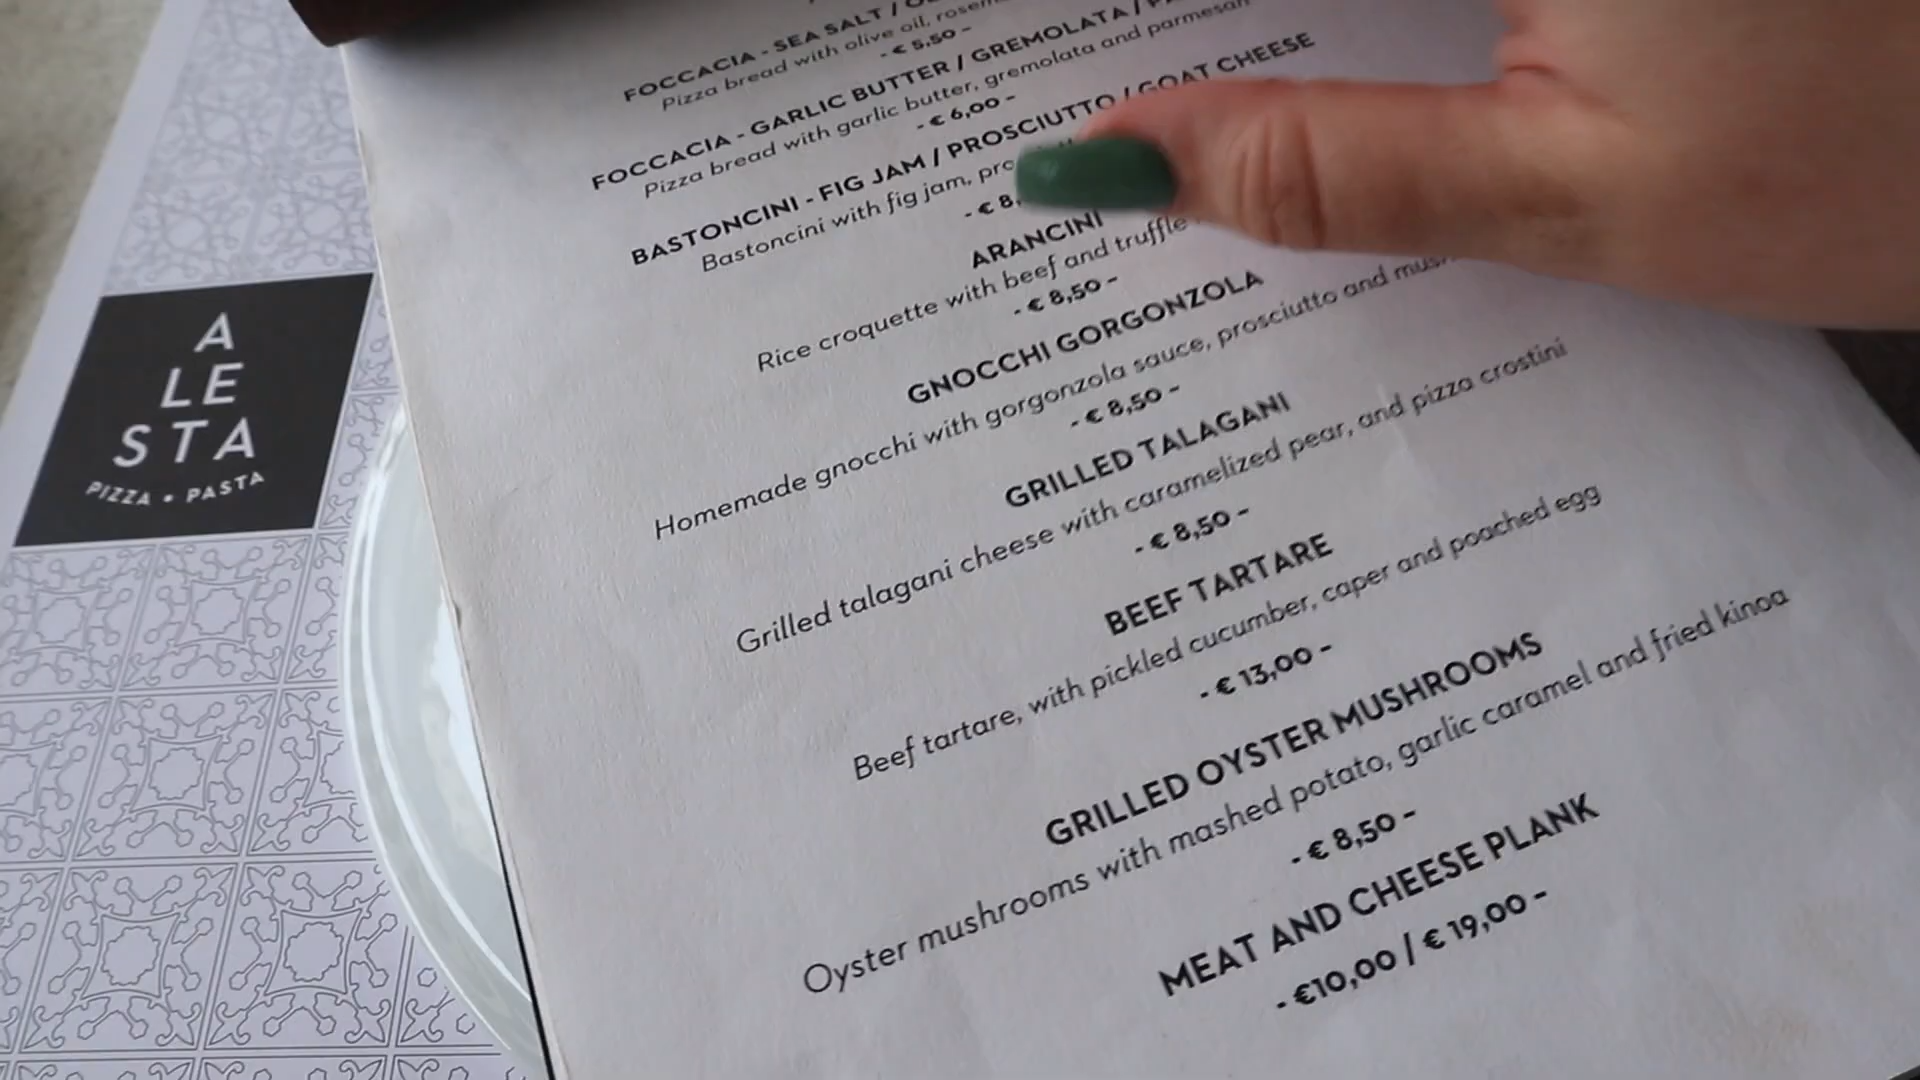 FOCCACIA - SEA SALT /
Pizza bread with olive oil,
- € 5,50 -
FOCCACIA - GARLIC BUTTER / GREMOLATA /
Pizza bread with garlic butter, gremolata and parmesan
- € 6,00 -
BASTONCINI - FIG JAM / PROSCIUTTO / GOAT CHEESE
Bastoncini with fig jam,
- € 8,
ARANCINI
Rice croquette with beef and truffle
- € 8,50 -
GNOCCHI GORGONZOLA
Homemade gnocchi with gorgonzola sauce, prosciutto and
- € 8,50 -
GRILLED TALAGANI
Grilled talagani cheese with caramelized pear, and pizza crostini
- € 8,50 -
BEEF TARTARE
Beef tartare, with pickled cucumber, caper and poached egg
- € 13,00 -
GRILLED OYSTER MUSHROOMS
Oyster mushrooms with mashed potato, garlic caramel and fried kinoa
- € 8,50 -
MEAT AND CHEESE PLANK
- €10,00 / € 19,00 -
A
LE
STA
PIZZA • PASTA